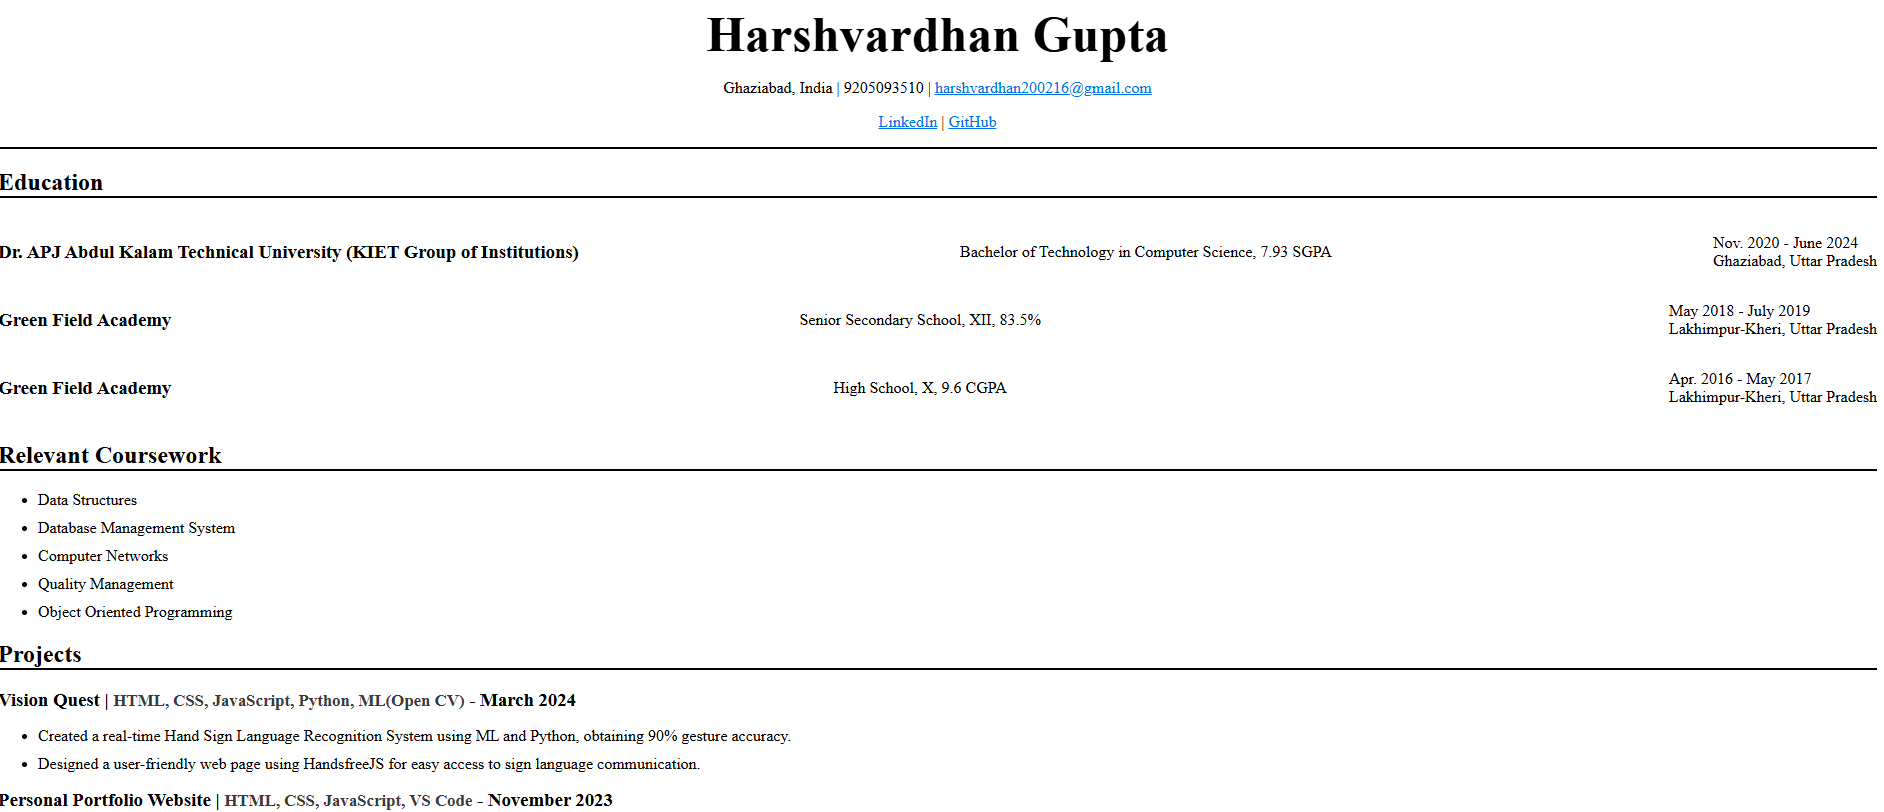 Harshvardhan Gupta
Ghaziabad, India | 9205093510 | harshvardhan200216@gmail.com
LinkedIn | GitHub
Education
Dr. APJ Abdul Kalam Technical University (KIET Group of Institutions)
Bachelor of Technology in Computer Science, 7.93 SGPA
Nov. 2020 - June 2024
Ghaziabad, Uttar Pradesh
Green Field Academy
Senior Secondary School, XII, 83.5%
May 2018 - July 2019
Lakhimpur-Kheri, Uttar Pradesh
Green Field Academy
High School, X, 9.6 CGPA
Apr. 2016 - May 2017
Lakhimpur-Kheri, Uttar Pradesh
Relevant Coursework
• Data Structures
• Database Management System
• Computer Networks
• Quality Management
• Object Oriented Programming
Projects
Vision Quest | HTML, CSS, JavaScript, Python, ML(Open CV) - March 2024
• Created a real-time Hand Sign Language Recognition System using ML and Python, obtaining 90% gesture accuracy.
• Designed a user-friendly web page using HandsfreeJS for easy access to sign language communication.
Personal Portfolio Website | HTML, CSS, JavaScript, VS Code - November 2023